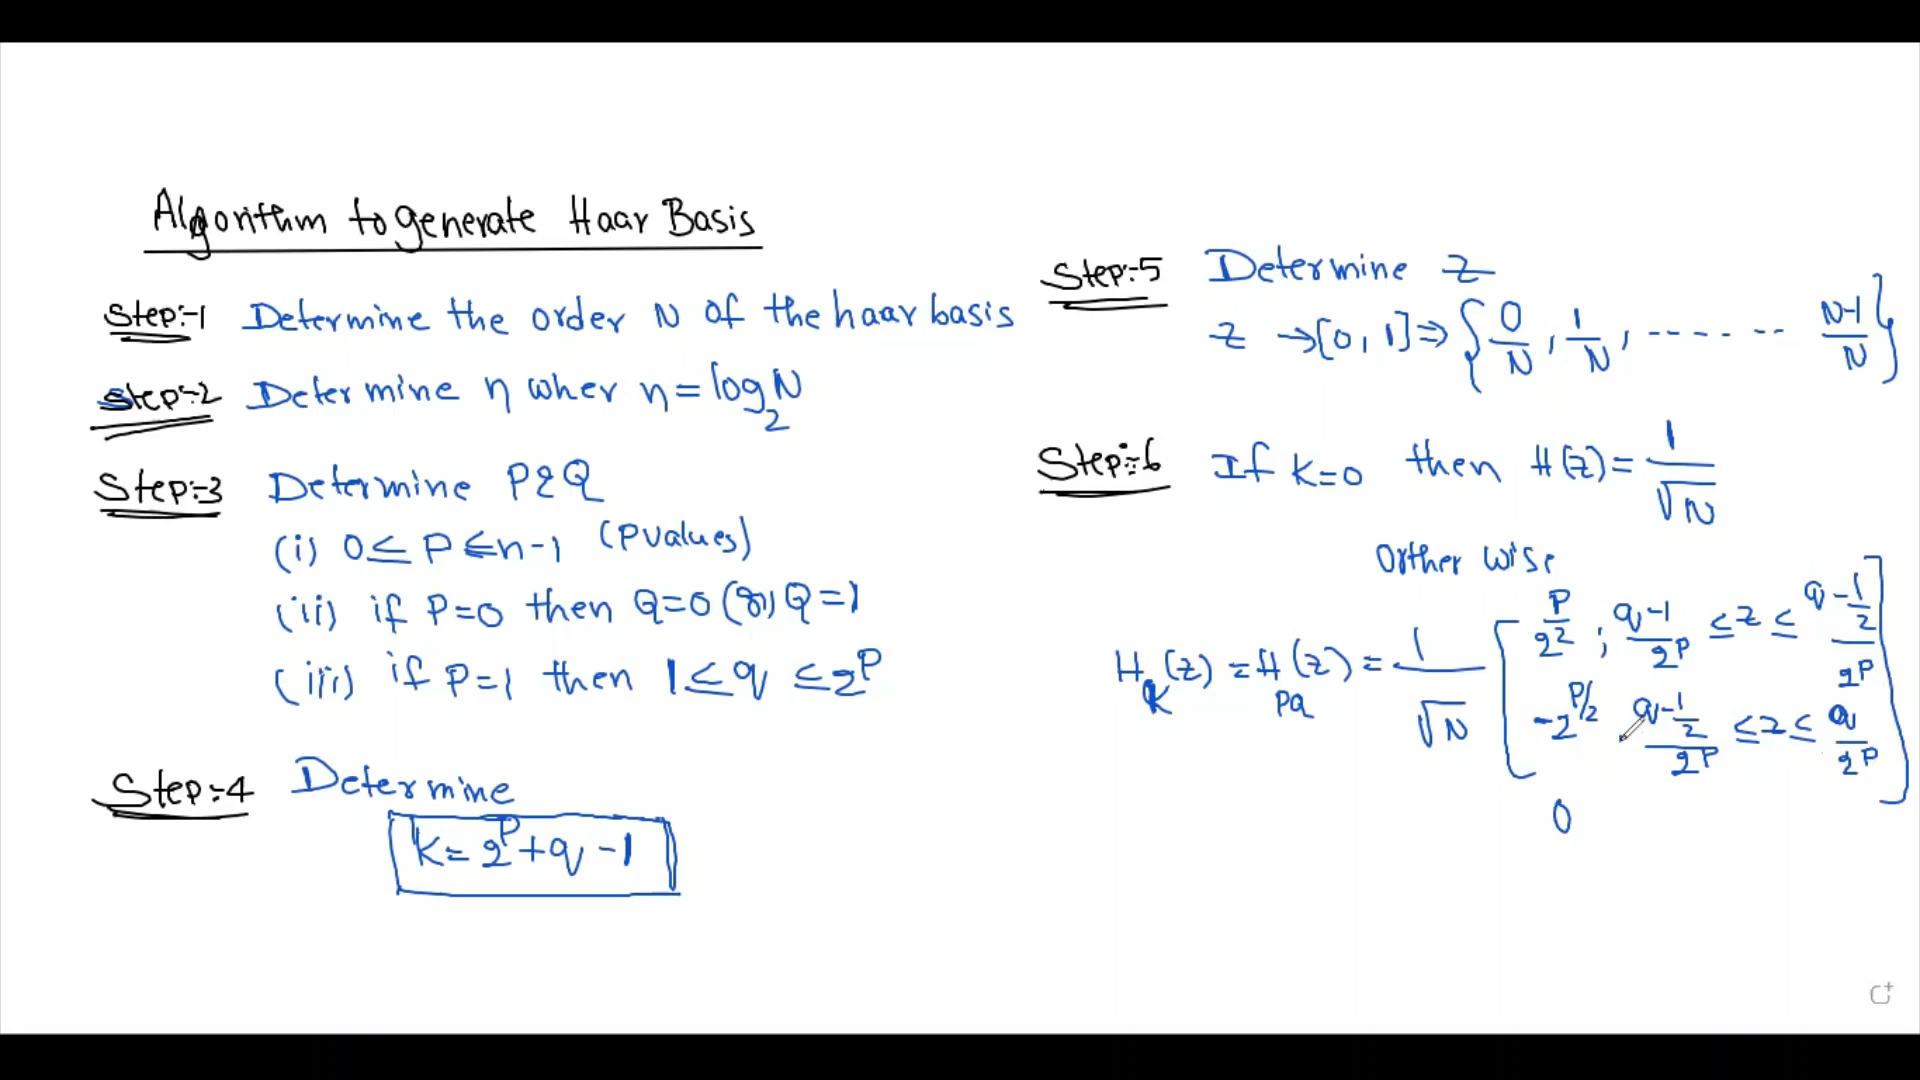 Algorithm to generate Haar Basis
Step:-1 Determine the order N of the haar basis
Step:-2 Determine n wher n = log₂N
Step:-3 Determine P & Q
(i) 0 ≤ P ≤ n-1 (P values)
(ii) if P=0 then Q=0 (or) Q=1
(iii) if P=1 then 1 ≤ q ≤ 2^P
Step:-4 Determine
K = 2^P + q - 1
Step:-5 Determine Z
Z → [0, 1] ⇒ {0/N, 1/N, ------- N-1/N}
Step:-6 If K=0 then H(z) = 1/√N
Orther wise
H_K(z) = H_PQ(z) = 1/√N [ 2^(P/2) ; (q-1)/2^P ≤ z ≤ (q-1/2)/2^P
-2^(P/2) (q-1/2)/2^P ≤ z ≤ q/2^P ]
0